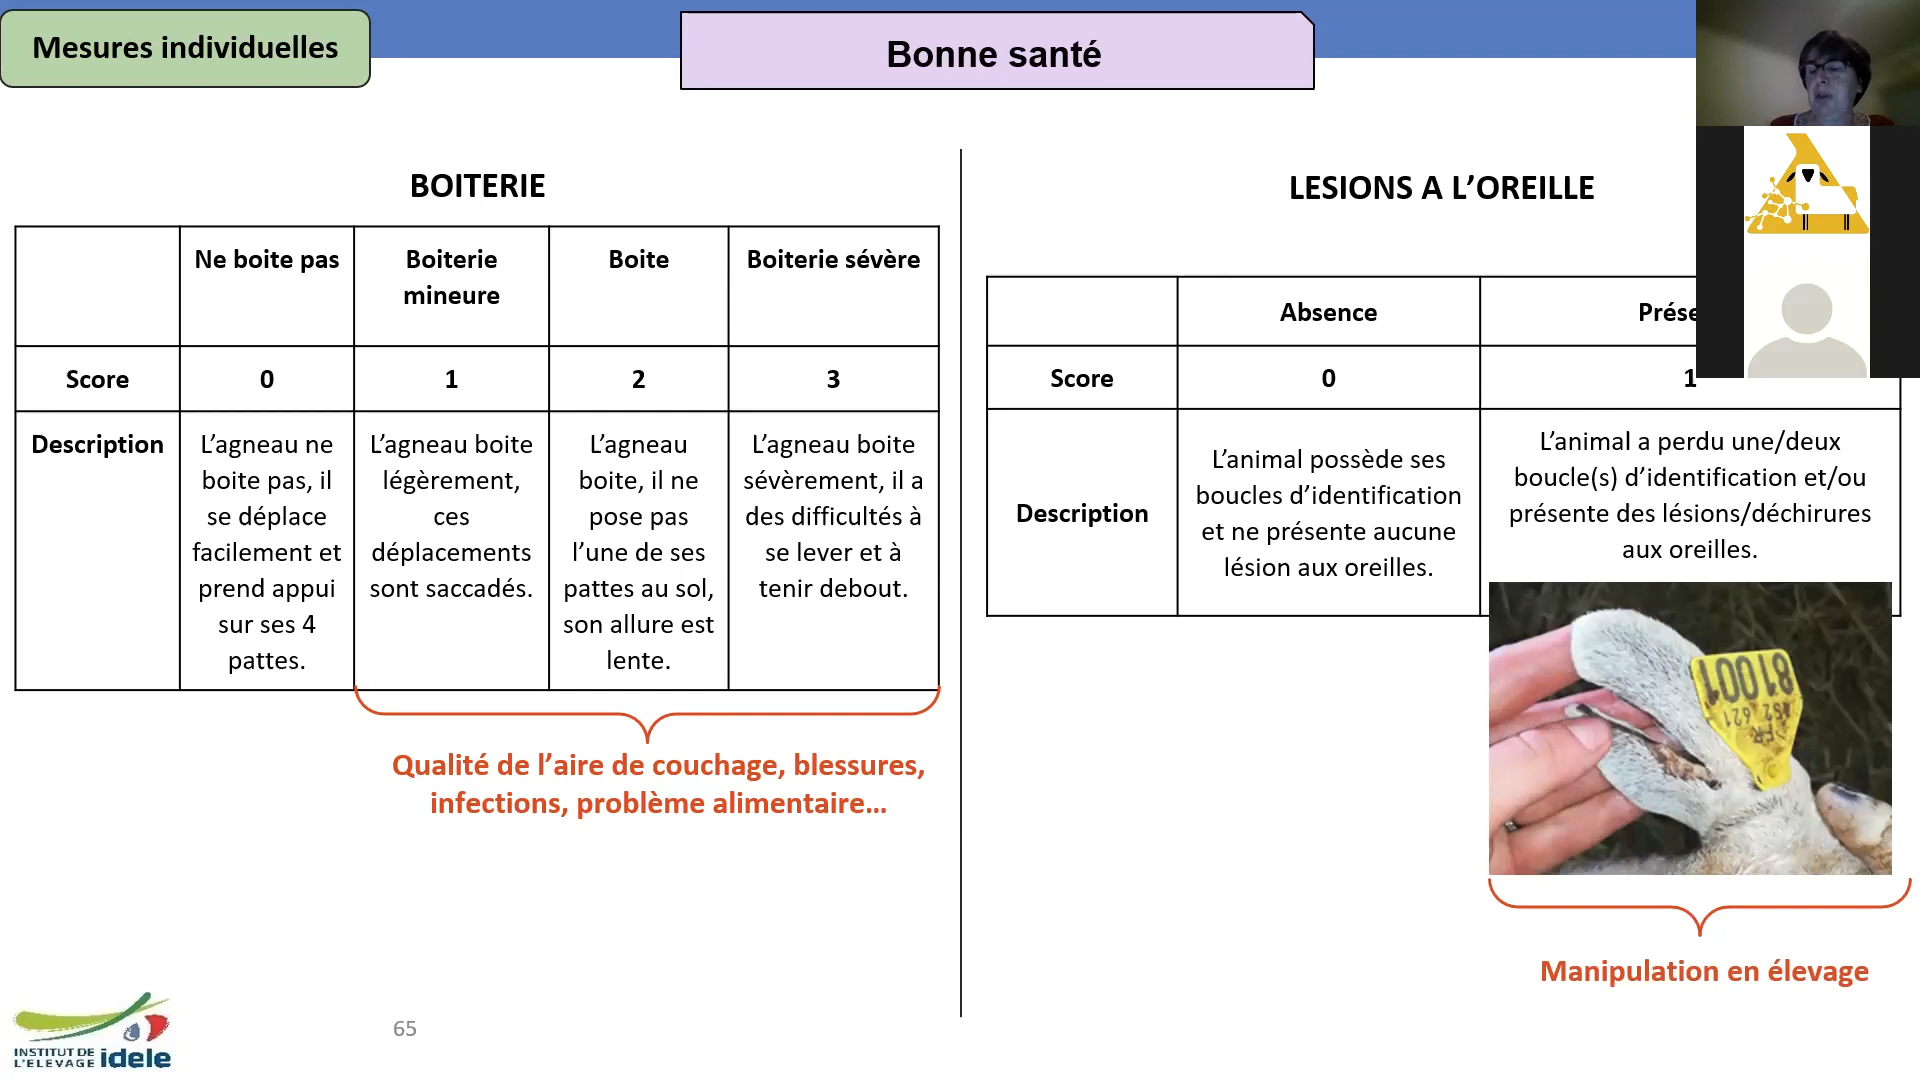 Mesures individuelles
Bonne santé
BOITERIE
Ne boite pas
Boiterie
mineure
Boite
Boiterie sévère
Score
0
1
2
3
Description
L’agneau ne
boite pas, il
se déplace
facilement et
prend appui
sur ses 4
pattes.
L’agneau boite
légèrement,
ces
déplacements
sont saccadés.
L’agneau
boite, il ne
pose pas
l’une de ses
pattes au sol,
son allure est
lente.
L’agneau boite
sévèrement, il a
des difficultés à
se lever et à
tenir debout.
Qualité de l’aire de couchage, blessures,
infections, problème alimentaire…
LESIONS A L’OREILLE
Absence
Score
0
1
Description
L’animal possède ses
boucles d’identification
et ne présente aucune
lésion aux oreilles.
L’animal a perdu une/deux
boucle(s) d’identification et/ou
présente des lésions/déchirures
aux oreilles.
81001
FR
Manipulation en élevage
INSTITUT DE
L'ELEVAGE idele
65